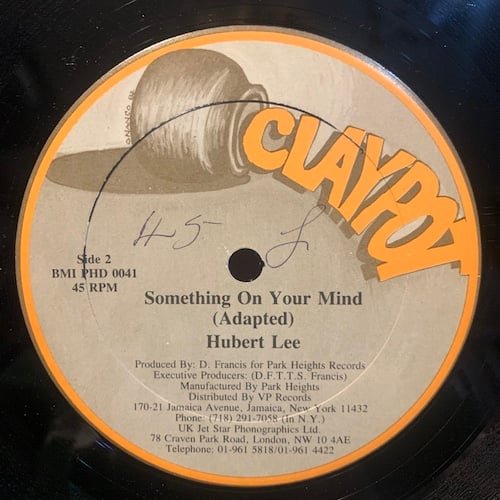 CLAYPOT
45 L
Side 2
BMI PHD 0041
45 RPM
Something On Your Mind
(Adapted)
Hubert Lee
Produced By: D. Francis for Park Heights Records
Executive Producers: (D.F.T.T.S. Francis)
Manufactured By Park Heights
Distributed By VP Records
170-21 Jamaica Avenue, Jamaica, New York 11432
Phone: (718) 291-7058 (In N.Y.)
UK Jet Star Phonographics Ltd.
78 Craven Park Road, London, NW 10 4AE
Telephone: 01-961 5818/01-961 4422